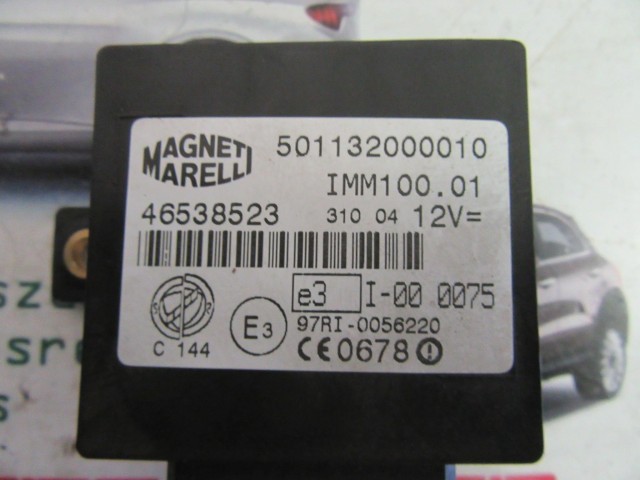 MAGNETI
MARELLI
501132000010
IMM100.01
46538523
310 04 12V=
e3 I-00 0075
E3
97RI-0056220
C 144
CE0678